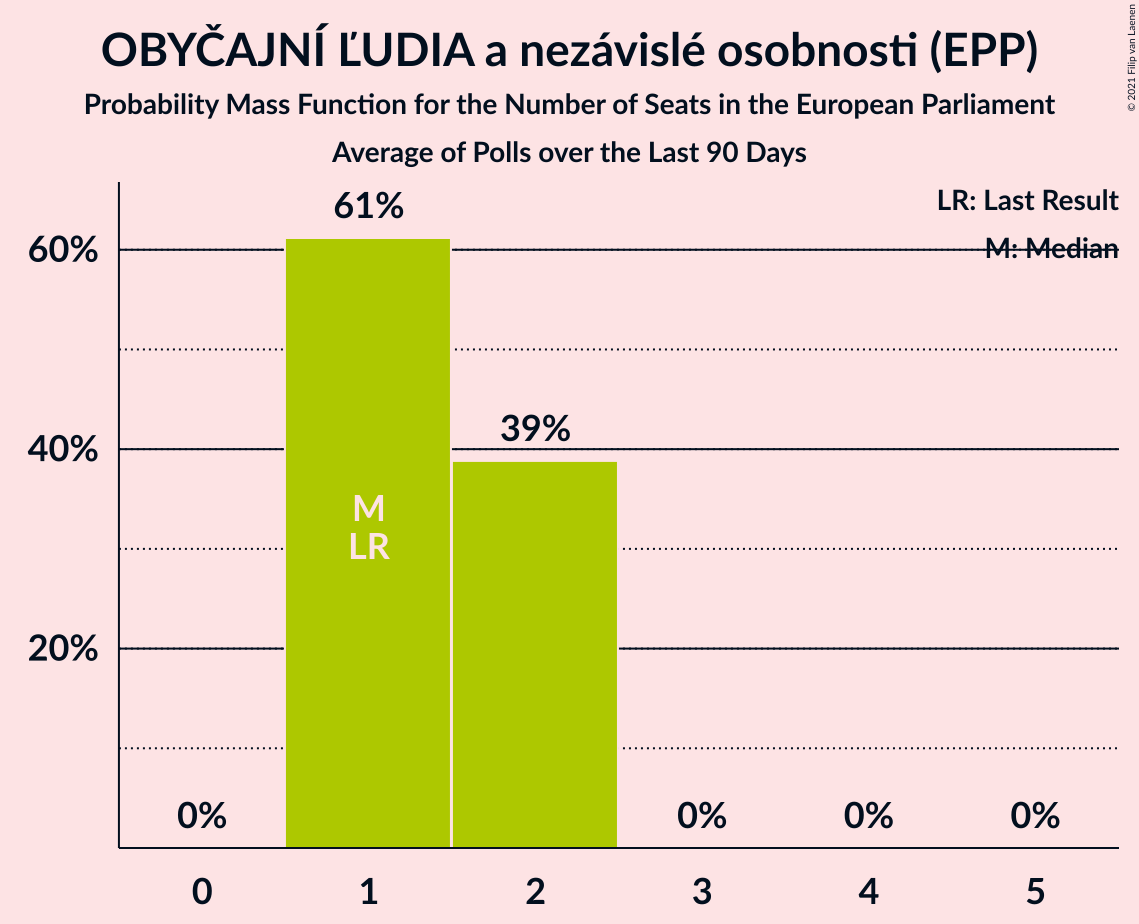 OBYČAJNÍ ĽUDIA a nezávislé osobnosti (EPP)
Probability Mass Function for the Number of Seats in the European Parliament
Average of Polls over the Last 90 Days
© 2021 Filip van Laenen
LR: Last Result
M: Median
61%
60%
39%
40%
M
LR
20%
0%
0%
0%
0%
0
1
2
3
4
5